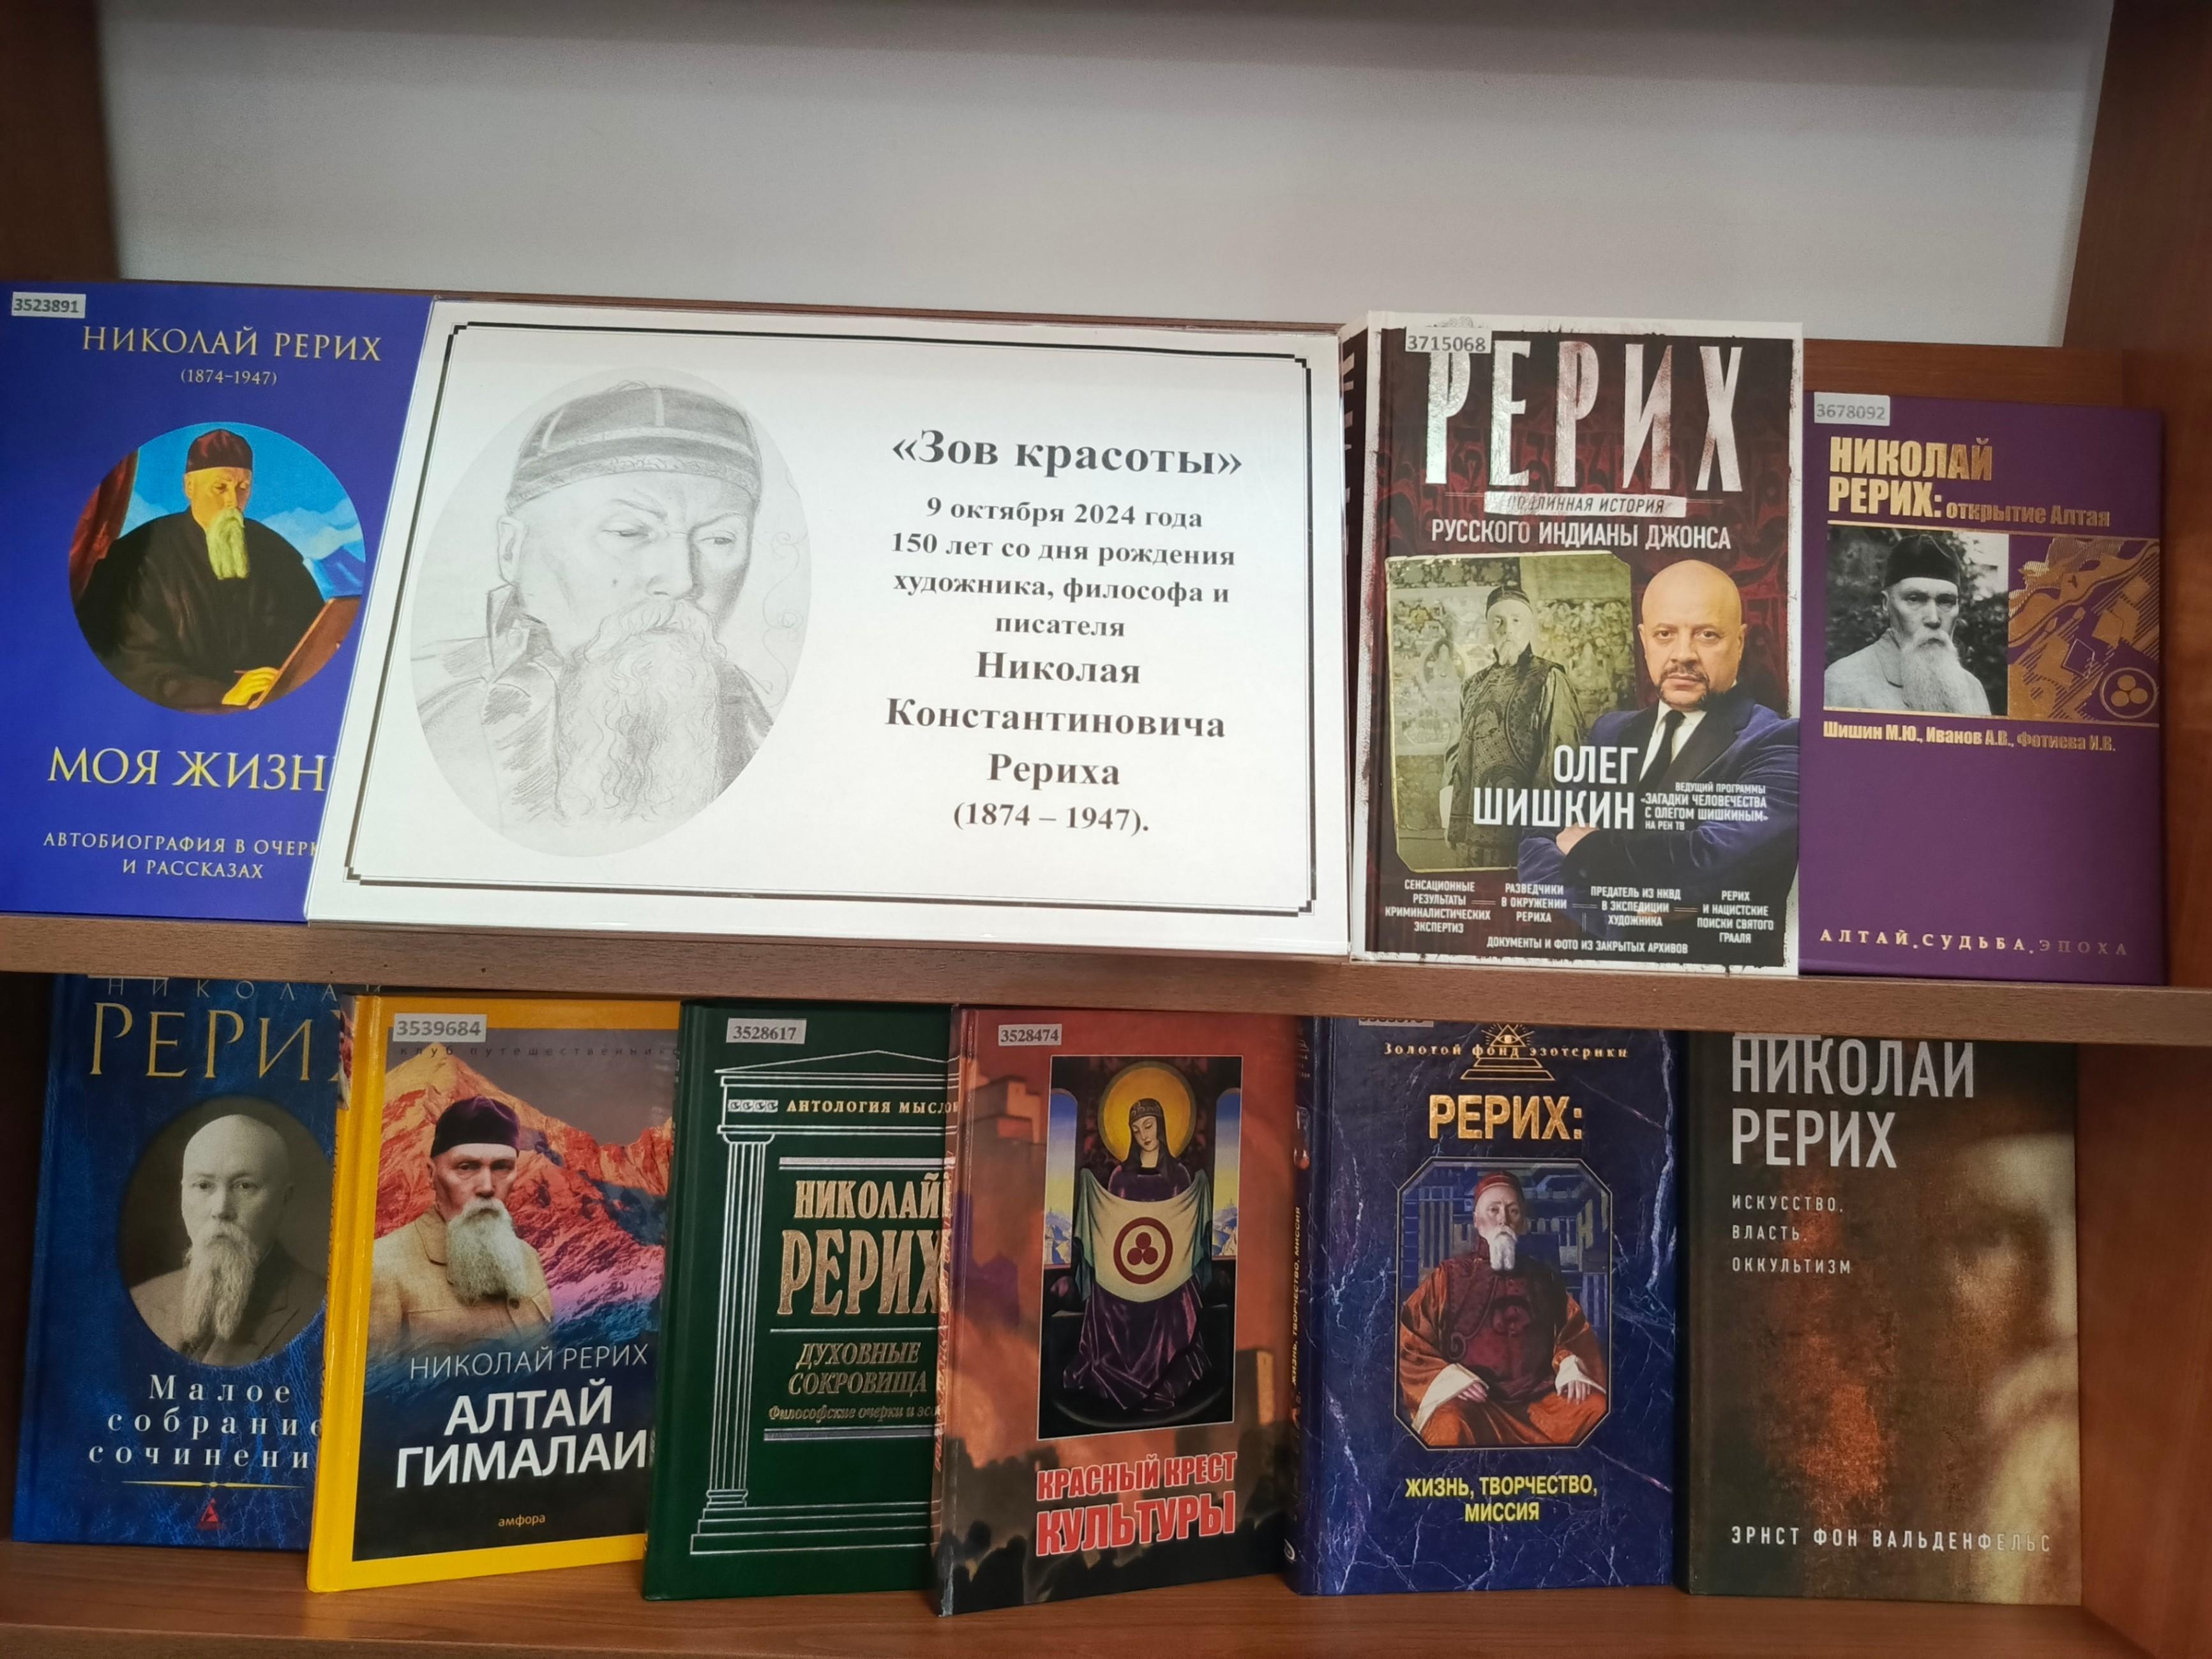 3523891
НИКОЛАЙ РЕРИХ
(1874–1947)
МОЯ ЖИЗН
АВТОБИОГРАФИЯ В ОЧЕРК
И РАССКАЗАХ
«Зов красоты»
9 октября 2024 года
150 лет со дня рождения
художника, философа и
писателя
Николая
Константиновича
Рериха
(1874 – 1947).
3715068
РЕРИХ
ПОДЛИННАЯ ИСТОРИЯ
РУССКОГО ИНДИАНЫ ДЖОНСА
ОЛЕГ
ШИШКИН
ВЕДУЩИЙ ПРОГРАММЫ
«ЗАГАДКИ ЧЕЛОВЕЧЕСТВА
С ОЛЕГОМ ШИШКИНЫМ»
НА РЕН ТВ
СЕНСАЦИОННЫЕ
РЕЗУЛЬТАТЫ
КРИМИНАЛИСТИЧЕСКИХ
ЭКСПЕРТИЗ
РАЗВЕДЧИКИ
В ОКРУЖЕНИИ
РЕРИХА
ПРЕДАТЕЛЬ ИЗ НКВД
В ЭКСПЕДИЦИИ
ХУДОЖНИКА
РЕРИХ
И НАЦИСТСКИЕ
ПОИСКИ СВЯТОГО
ГРААЛЯ
ДОКУМЕНТЫ И ФОТО ИЗ ЗАКРЫТЫХ АРХИВОВ
3678092
НИКОЛАЙ
РЕРИХ: открытие Алтая
Шишин М.Ю., Иванов А.В., Фотиева И.В.
АЛТАЙ.СУДЬБА.ЭПОХА
НИКОЛАЙ
РЕРИХ
Малое
собрание
сочинени
3539684
клуб путешественник
НИКОЛАЙ РЕРИХ
АЛТАЙ
ГИМАЛАИ
амфора
3528617
АНТОЛОГИЯ МЫСЛ
НИКОЛАЙ
РЕРИХ
ДУХОВНЫЕ
СОКРОВИЩА
Философские очерки и эс
3528474
КРАСНЫЙ КРЕСТ
КУЛЬТУРЫ
Золотой фонд эзотерики
РЕРИХ:
ЖИЗНЬ, ТВОРЧЕСТВО,
МИССИЯ
НИКОЛАЙ
РЕРИХ
ИСКУССТВО,
ВЛАСТЬ,
ОККУЛЬТИЗМ
ЭРНСТ ФОН ВАЛЬДЕНФЕЛЬС